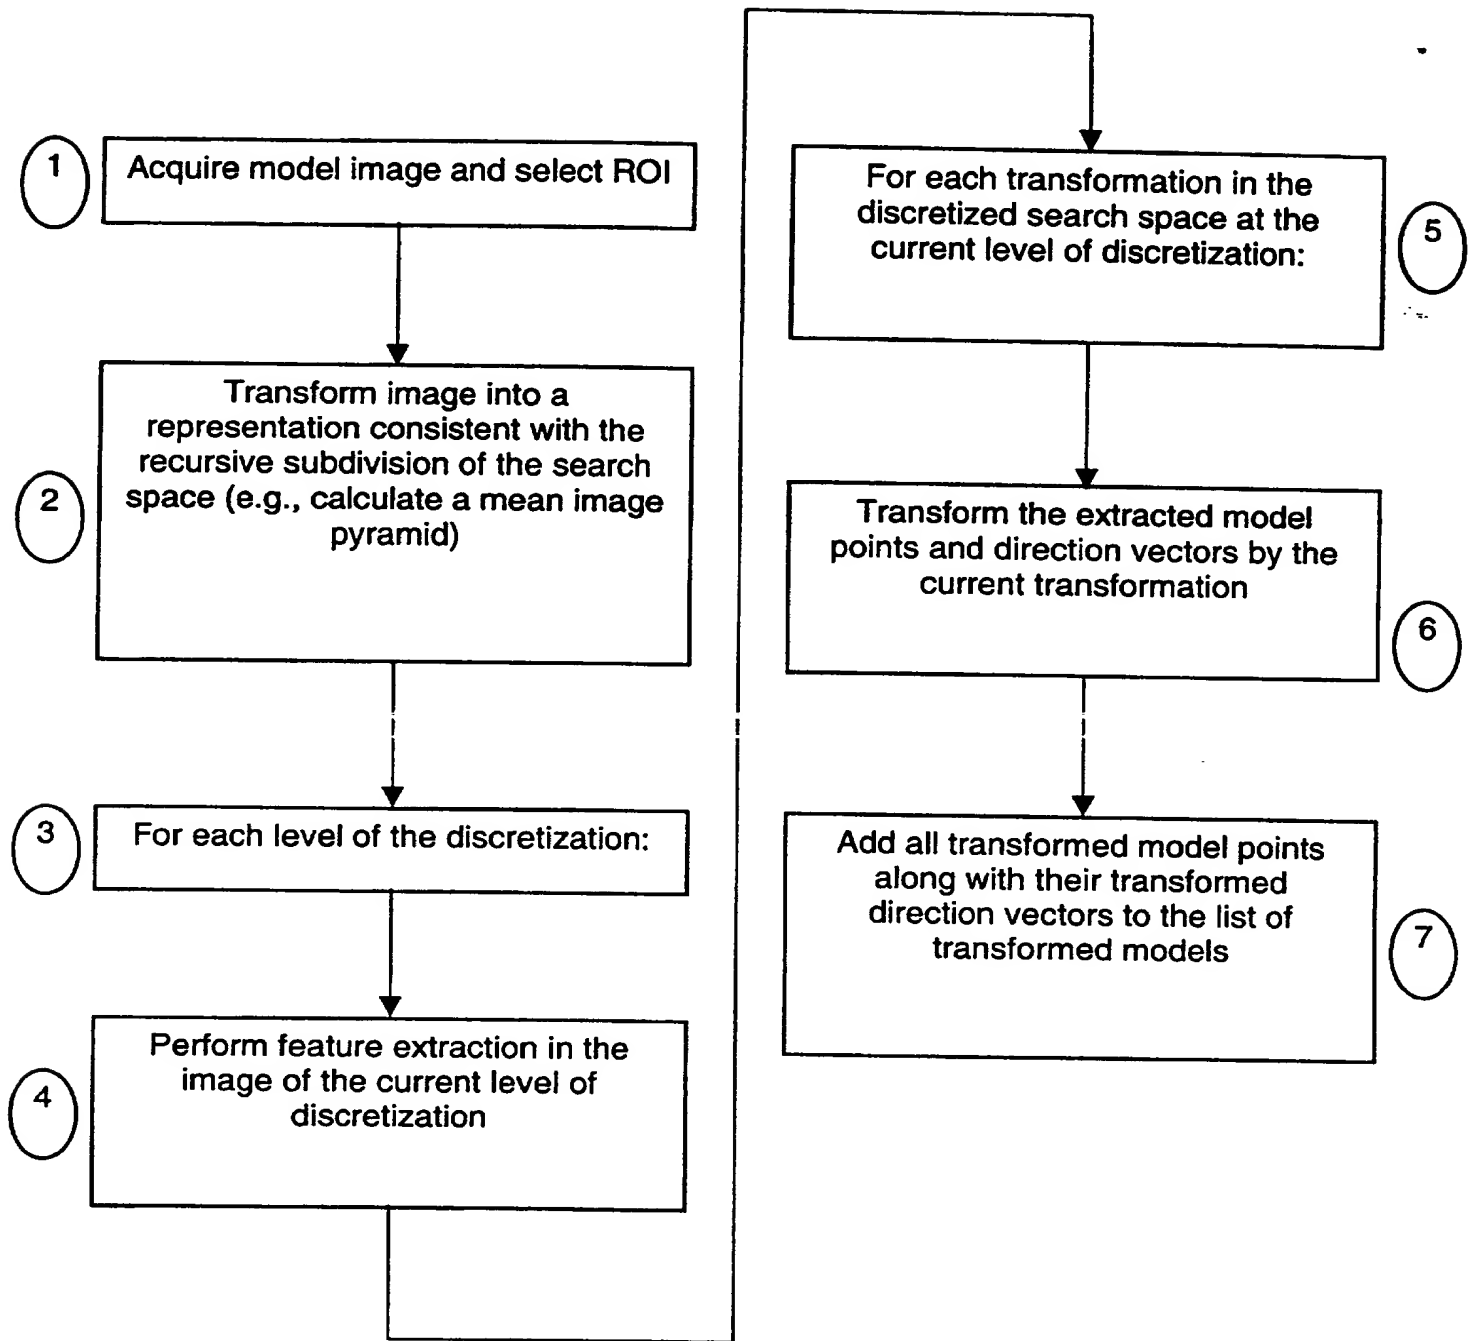 1
Acquire model image and select ROI
2
Transform image into a
representation consistent with the
recursive subdivision of the search
space (e.g., calculate a mean image
pyramid)
3
For each level of the discretization:
4
Perform feature extraction in the
image of the current level of
discretization
5
For each transformation in the
discretized search space at the
current level of discretization:
6
Transform the extracted model
points and direction vectors by the
current transformation
7
Add all transformed model points
along with their transformed
direction vectors to the list of
transformed models